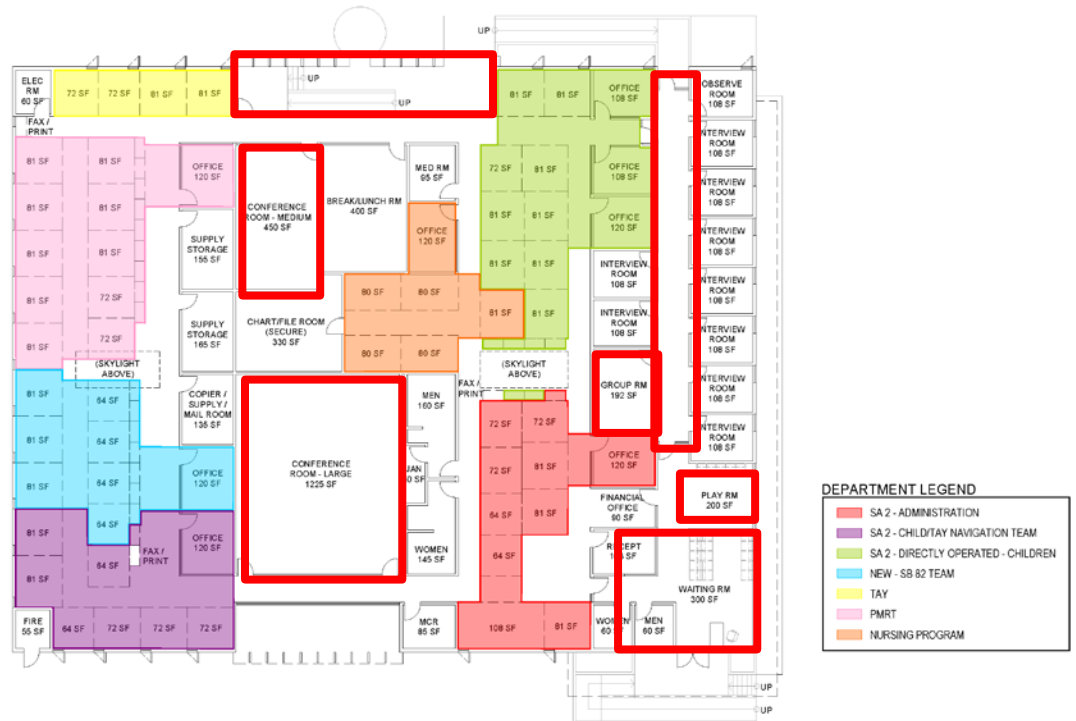 UP
ELEC
RM
60 SF
72 SF
72 SF
81 SF
81 SF
UP
UP
81 SF
81 SF
OFFICE
108 SF
OBSERVE
ROOM
108 SF
FAX /
PRINT
INTERVIEW
ROOM
108 SF
81 SF
81 SF
OFFICE
120 SF
MED RM
95 SF
72 SF
81 SF
OFFICE
108 SF
INTERVIEW
ROOM
108 SF
81 SF
81 SF
CONFERENCE
ROOM - MEDIUM
450 SF
BREAK/LUNCH RM
400 SF
OFFICE
120 SF
81 SF
81 SF
OFFICE
120 SF
INTERVIEW
ROOM
108 SF
SUPPLY
STORAGE
155 SF
81 SF
81 SF
81 SF
81 SF
INTERVIEW
ROOM
108 SF
INTERVIEW
ROOM
108 SF
81 SF
72 SF
80 SF
80 SF
81 SF
81 SF
INTERVIEW
ROOM
108 SF
INTERVIEW
ROOM
108 SF
SUPPLY
STORAGE
165 SF
CHART/FILE ROOM
(SECURE)
330 SF
81 SF
72 SF
80 SF
80 SF
(SKYLIGHT
ABOVE)
(SKYLIGHT
ABOVE)
GROUP RM
192 SF
INTERVIEW
ROOM
108 SF
81 SF
64 SF
COPIER /
SUPPLY /
MAIL ROOM
135 SF
MEN
160 SF
FAX /
PRINT
72 SF
72 SF
INTERVIEW
ROOM
108 SF
81 SF
64 SF
81 SF
64 SF
OFFICE
120 SF
CONFERENCE
ROOM - LARGE
1225 SF
JAN
72 SF
81 SF
OFFICE
120 SF
PLAY RM
200 SF
81 SF
64 SF
64 SF
81 SF
FINANCIAL
OFFICE
90 SF
81 SF
64 SF
FAX /
PRINT
OFFICE
120 SF
WOMEN
145 SF
64 SF
RECEPT
WAITING RM
300 SF
FIRE
55 SF
64 SF
72 SF
72 SF
72 SF
MCR
85 SF
108 SF
81 SF
WOMEN
60 SF
MEN
60 SF
UP
UP
DEPARTMENT LEGEND
SA 2 - ADMINISTRATION
SA 2 - CHILD/TAY NAVIGATION TEAM
SA 2 - DIRECTLY OPERATED - CHILDREN
NEW - SB 82 TEAM
TAY
PMRT
NURSING PROGRAM